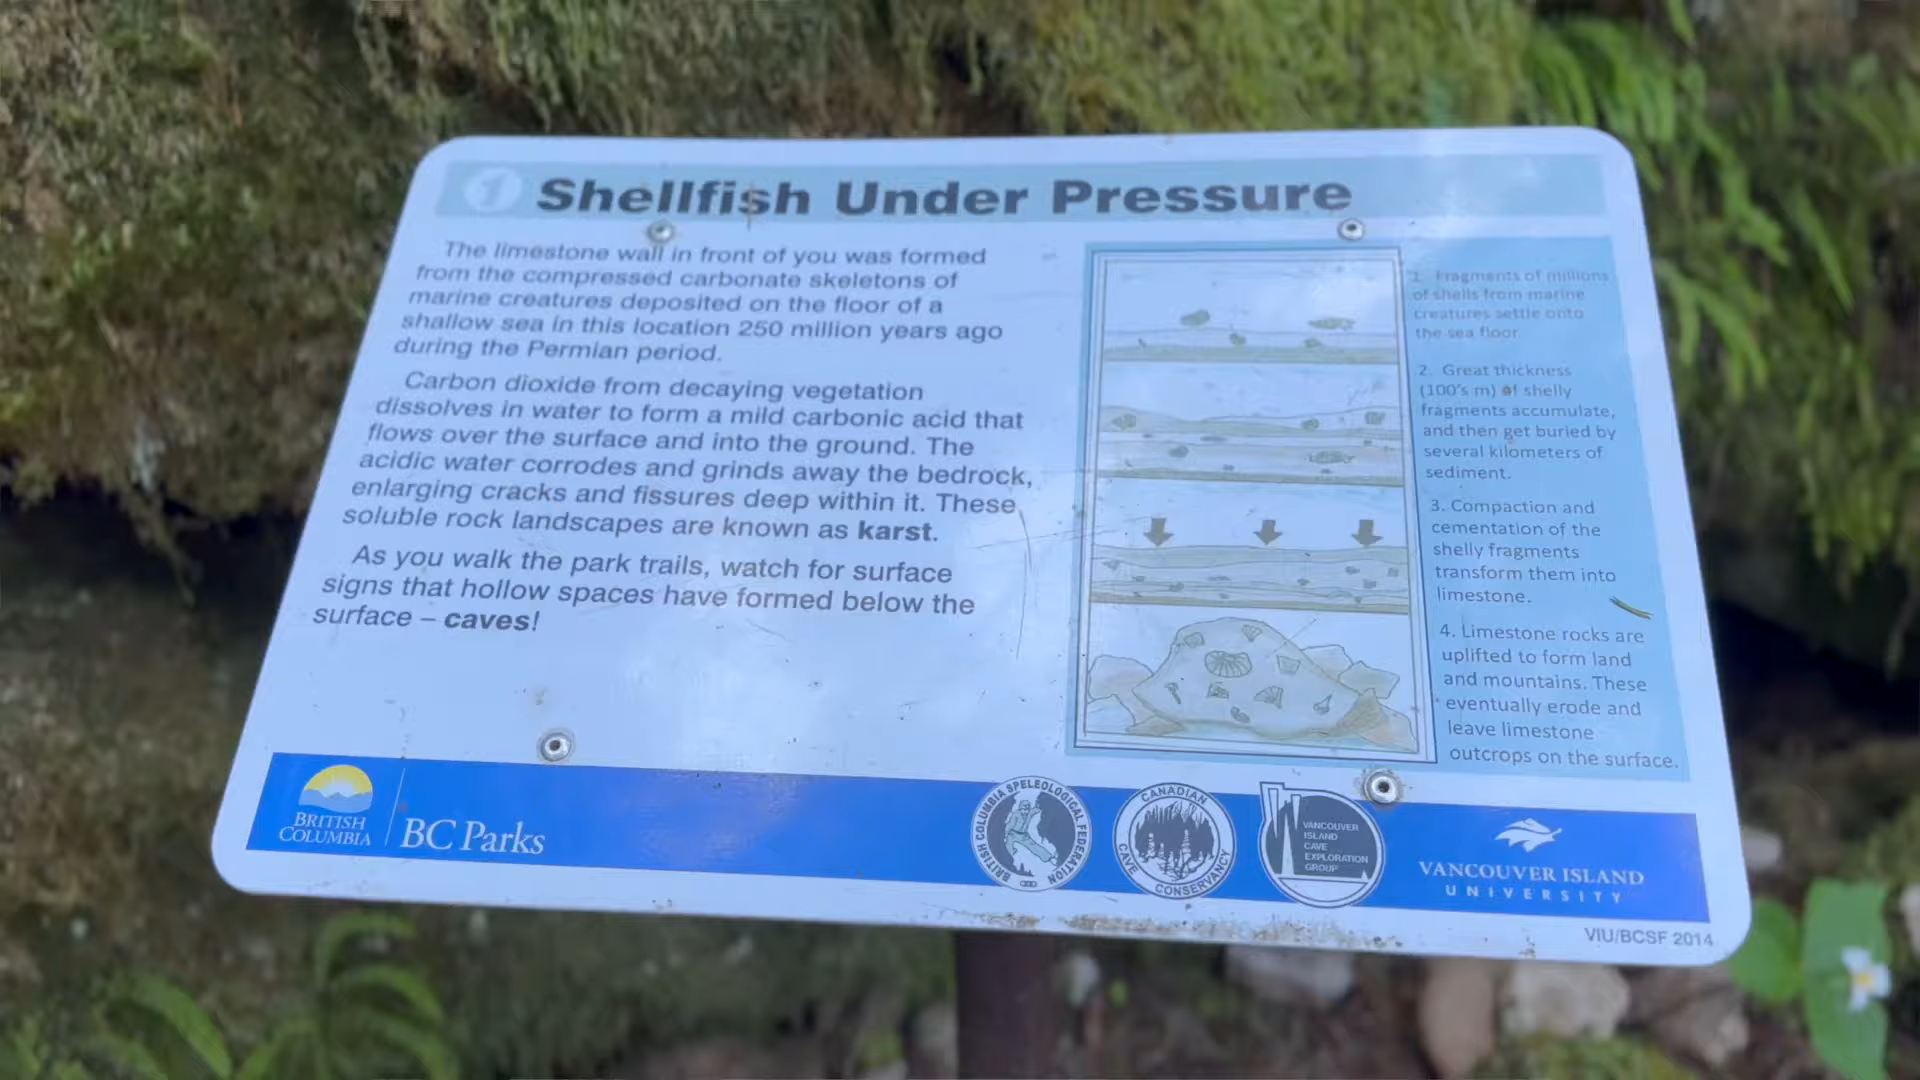 1 Shellfish Under Pressure
The limestone wall in front of you was formed
from the compressed carbonate skeletons of
marine creatures deposited on the floor of a
shallow sea in this location 250 million years ago
during the Permian period.
Carbon dioxide from decaying vegetation
dissolves in water to form a mild carbonic acid that
flows over the surface and into the ground. The
acidic water corrodes and grinds away the bedrock,
enlarging cracks and fissures deep within it. These
soluble rock landscapes are known as karst.
As you walk the park trails, watch for surface
signs that hollow spaces have formed below the
surface – caves!
1. Fragments of millions
of shells from marine
creatures settle onto
the sea floor.
2. Great thickness
(100's m) of shelly
fragments accumulate,
and then get buried by
several kilometers of
sediment.
3. Compaction and
cementation of the
shelly fragments
transform them into
limestone.
4. Limestone rocks are
uplifted to form land
and mountains. These
eventually erode and
leave limestone
outcrops on the surface.
BRITISH
COLUMBIA
BC Parks
BRITISH COLUMBIA SPELEOLOGICAL FEDERATION
CANADIAN
CAVE CONSERVANCY
VANCOUVER
ISLAND
CAVE
EXPLORATION
GROUP
VANCOUVER ISLAND
UNIVERSITY
VIU/BCSF 2014